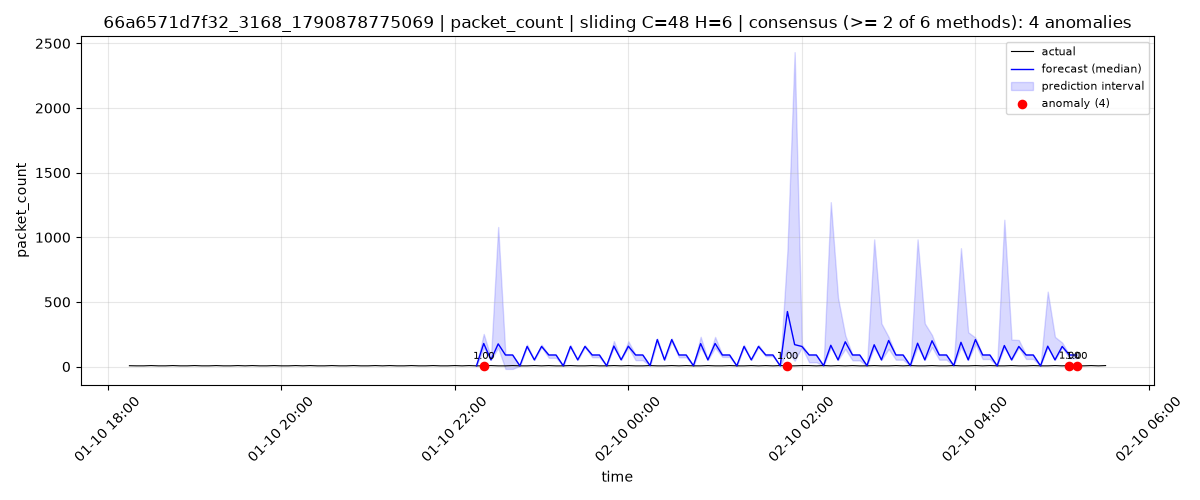 66a6571d7f32_3168_1790878775069 | packet_count | sliding C=48 H=6 | consensus (>= 2 of 6 methods): 4 anomalies
actual
forecast (median)
prediction interval
anomaly (4)
2500
2000
1500
1000
500
0
packet_count
1.00
1.00
01-10 18:00
01-10 20:00
01-10 22:00
02-10 00:00
02-10 02:00
02-10 04:00
02-10 06:00
time